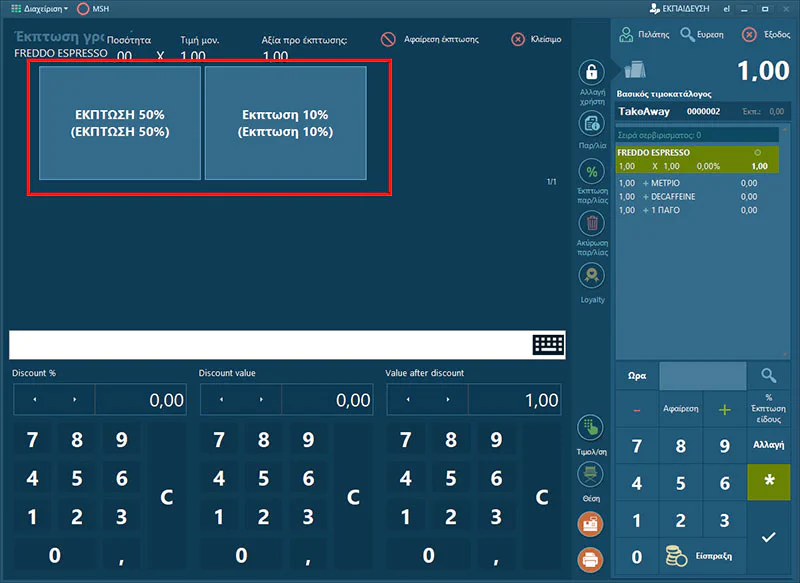 Διαχείριση MSH ΕΚΠΑΙΔΕΥΣΗ el
Έκπτωση γρα Ποσότητα Τιμή μον. Αξία προ έκπτωσης: Αφαίρεση έκπτωσης Κλείσιμο
FREDDO ESPRESSO 00 X 1,00 1,00
ΕΚΠΤΩΣΗ 50%
(ΕΚΠΤΩΣΗ 50%)
Εκπτωση 10%
(Εκπτωση 10%)
1/1
Discount %
0,00
7 8 9
4 5 6
1 2 3
0 ,
C
Discount value
0,00
7 8 9
4 5 6
1 2 3
0 ,
C
Value after discount
1,00
7 8 9
4 5 6
1 2 3
0 ,
C
Αλλαγή
χρήστη
Παρ/λία
%
Έκπτωση
παρ/λίας
Ακύρωση
παρ/λίας
Loyalty
Τιμολ/ση
Θέση
Πελάτης Ευρεση Έξοδος
1,00
Βασικός τιμοκατάλογος
TakeAway 0000002 Έκπ.: 0,00
Σειρά σερβιρισματος: 0
FREDDO ESPRESSO
1,00 X 1,00 0,00% 1,00
1,00 + ΜΕΤΡΙΟ 0,00
1,00 + DECAFFEINE 0,00
1,00 + 1 ΠΑΓΟ 0,00
Ωρα
- Αφαίρεση + % Έκπτωση είδους
7 8 9 Αλλαγή
4 5 6 *
1 2 3
0 Είσπραξη